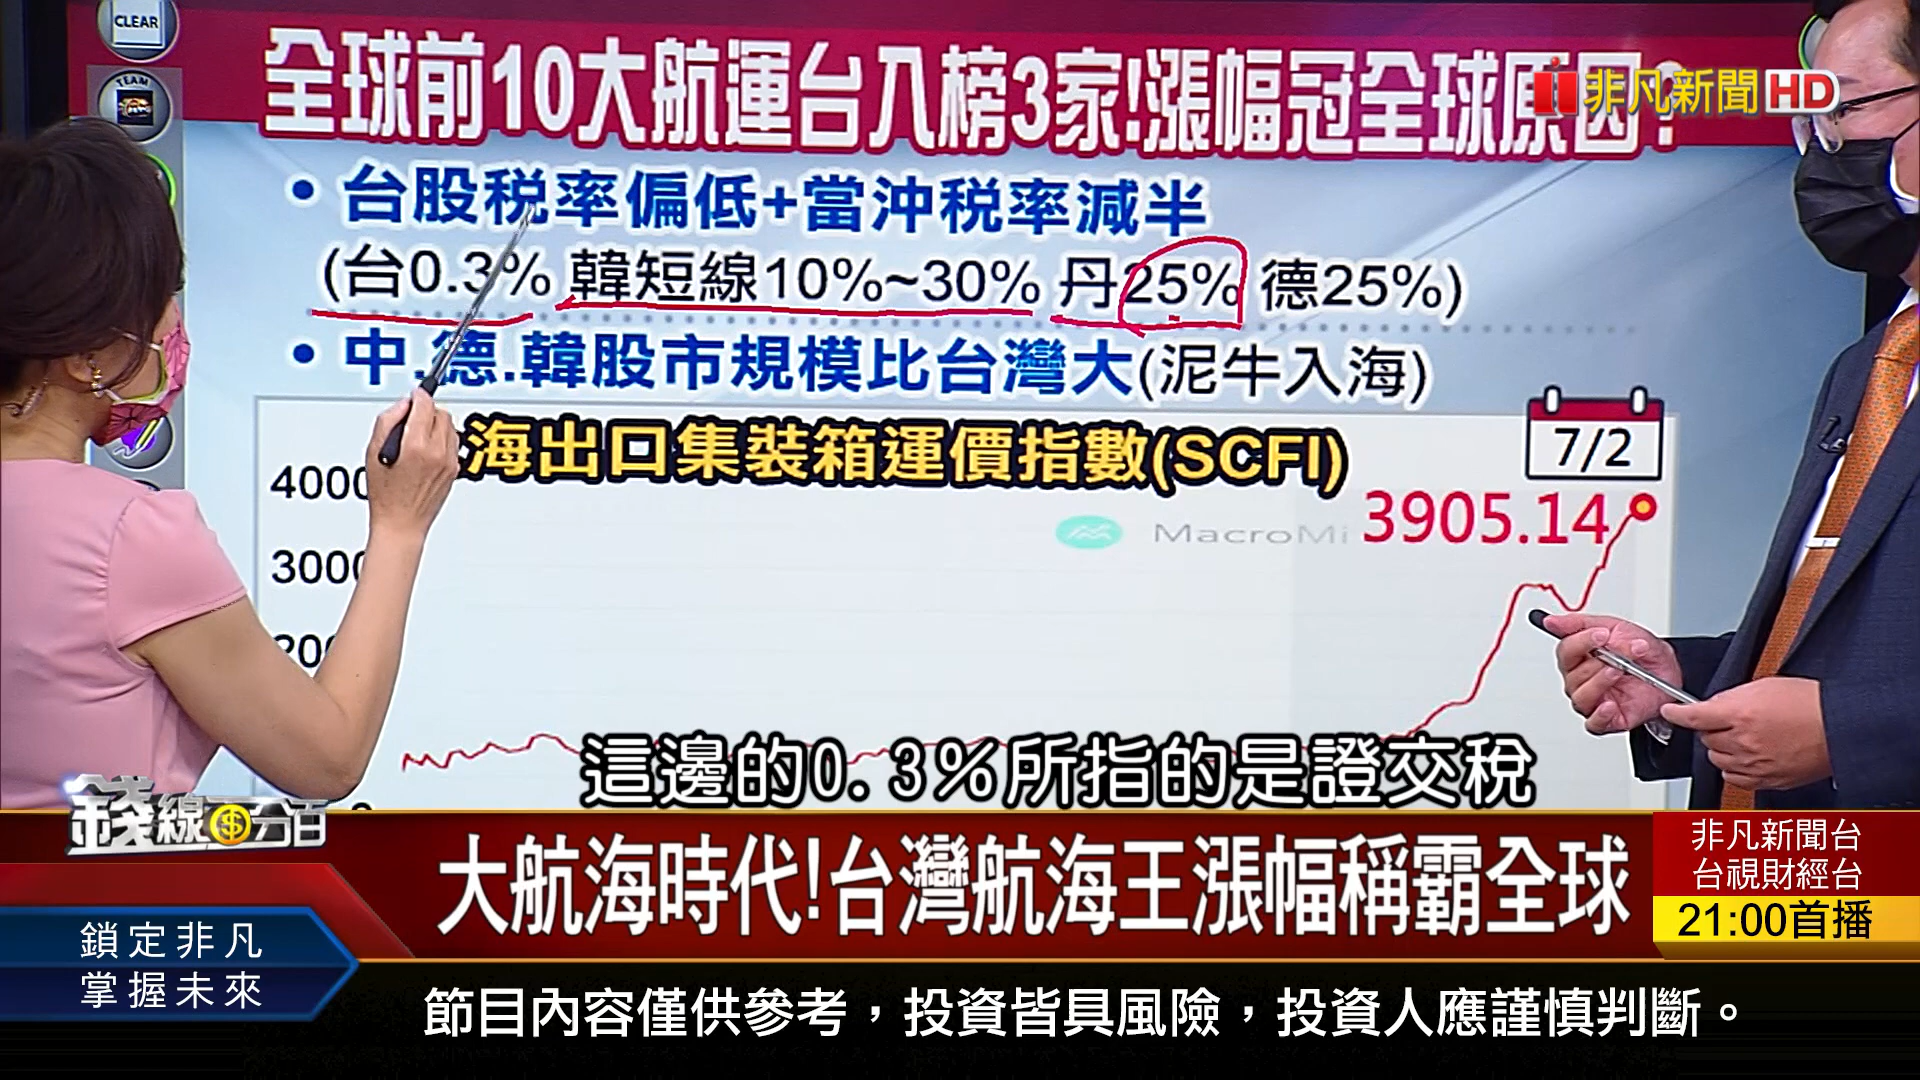 CLEAR
TEAM
全球前10大航運台入榜3家!漲幅冠全球原因?
非凡新聞HD
•台股税率偏低+當沖税率減半
(台0.3% 韓短線10%~30% 丹25% 德25%)
•中.德.韓股市規模比台灣大(泥牛入海)
海出口集裝箱運價指數(SCFI)
7/2
4000
3905.14
MacroMi
3000
這邊的0.3%所指的是證交稅
錢線百分百
大航海時代!台灣航海王漲幅稱霸全球
非凡新聞台
台視財經台
21:00首播
鎖定非凡
掌握未來
節目內容僅供參考，投資皆具風險，投資人應謹慎判斷。